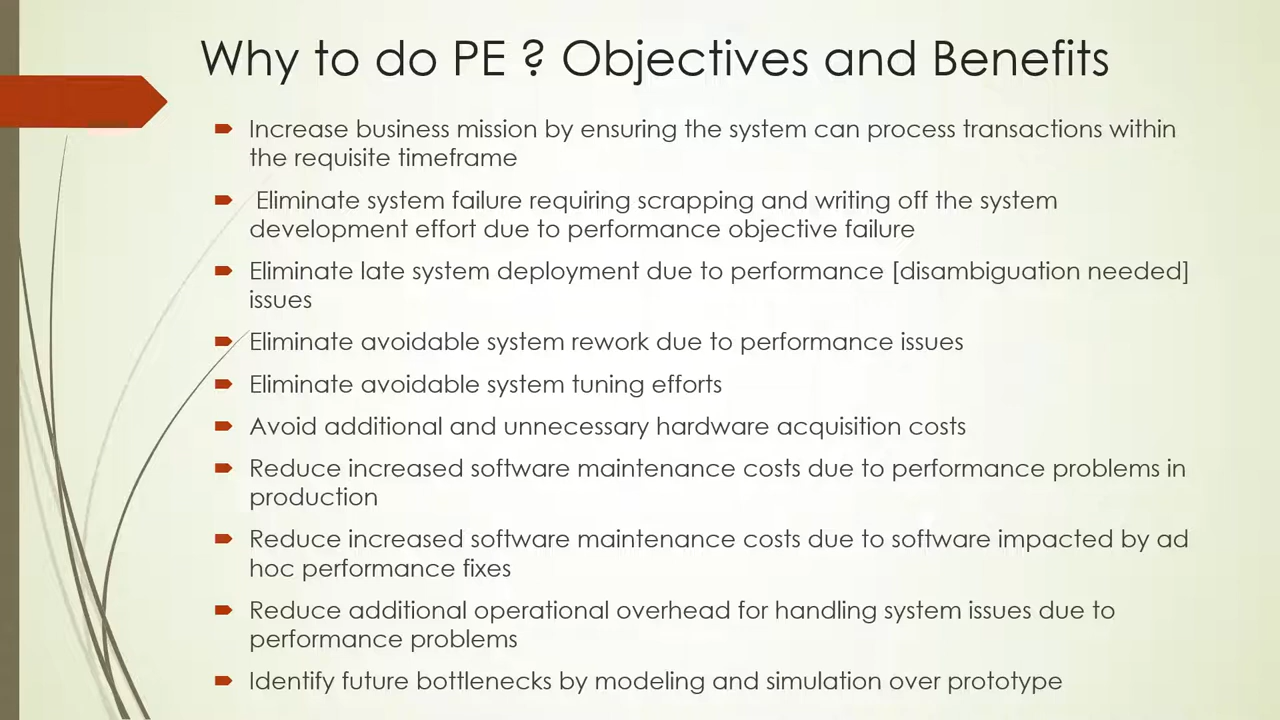 Why to do PE ? Objectives and Benefits
Increase business mission by ensuring the system can process transactions within
the requisite timeframe
Eliminate system failure requiring scrapping and writing off the system
development effort due to performance objective failure
Eliminate late system deployment due to performance [disambiguation needed]
issues
Eliminate avoidable system rework due to performance issues
Eliminate avoidable system tuning efforts
Avoid additional and unnecessary hardware acquisition costs
Reduce increased software maintenance costs due to performance problems in
production
Reduce increased software maintenance costs due to software impacted by ad
hoc performance fixes
Reduce additional operational overhead for handling system issues due to
performance problems
Identify future bottlenecks by modeling and simulation over prototype